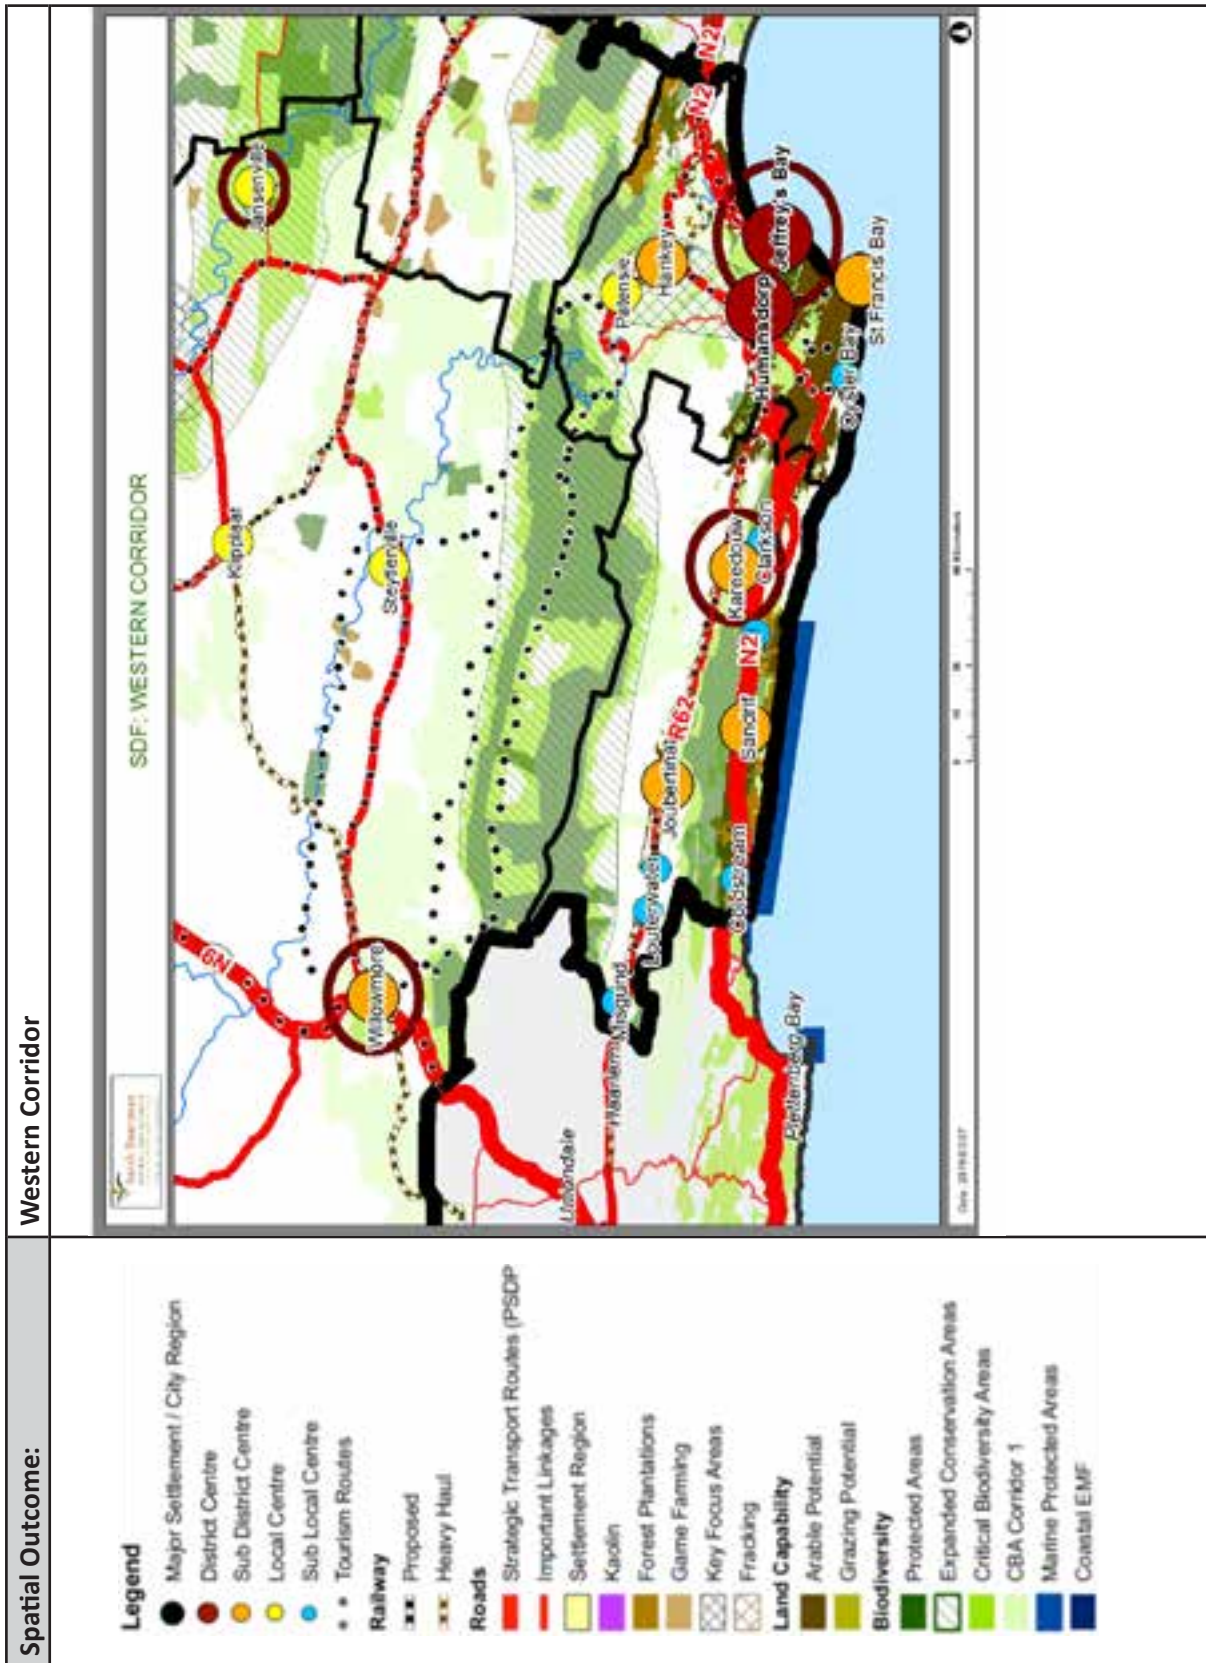 Spatial Outcome:
Western Corridor
Legend
Major Settlement / City Region
District Centre
Sub District Centre
Local Centre
Sub Local Centre
Tourism Routes
Railway
Proposed
Heavy Haul
Roads
Strategic Transport Routes (PSDP
Important Linkages
Settlement Region
Kaolin
Forest Plantations
Game Farming
Key Focus Areas
Fracking
Land Capability
Arable Potential
Grazing Potential
Biodiversity
Protected Areas
Expanded Conservation Areas
Critical Biodiversity Areas
CBA Corridor 1
Marine Protected Areas
Coastal EMF
SDF: WESTERN CORRIDOR
Jansenville
Klipplaat
Steytlerville
N9
Willowmore
Uniondale
Haarlem
Misgund
Louterwater
Joubertina
R62
Kareedouw
Clarkson
N2
Sandrif
Coldstream
Plettenberg Bay
Patensie
Hankey
Humansdorp
Jeffrey's Bay
St Francis Bay
Oyster Bay
N2
N2